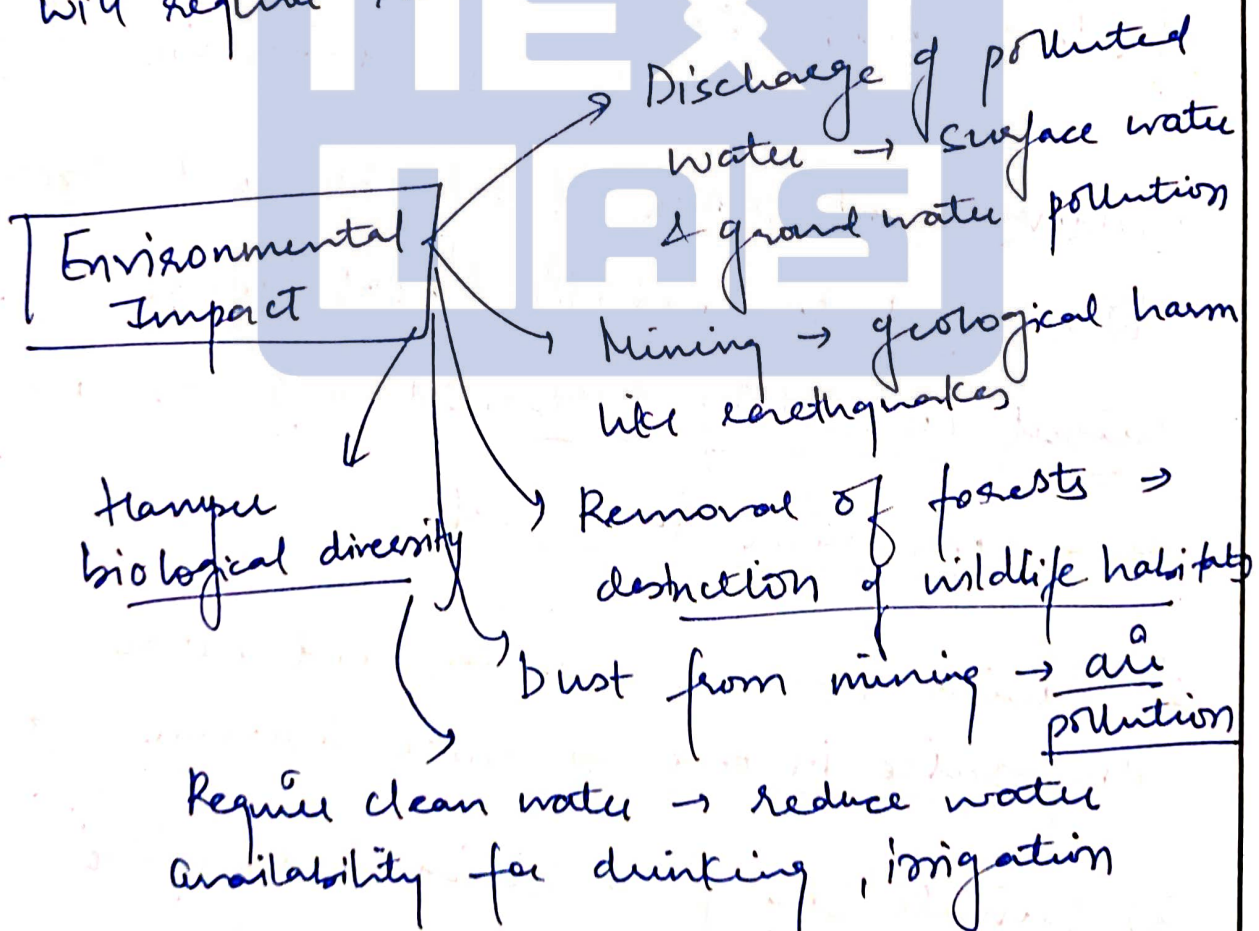 will require
NEXT
IAS
Discharge of polluted
water → surface water
& ground water pollution
Environmental
Impact
Mining → geological harm
like earthquakes
Removal of forests →
destruction of wildlife habitats
Hamper
biological diversity
Dust from mining → air
pollution
Require clean water → reduce water
availability for drinking, irrigation